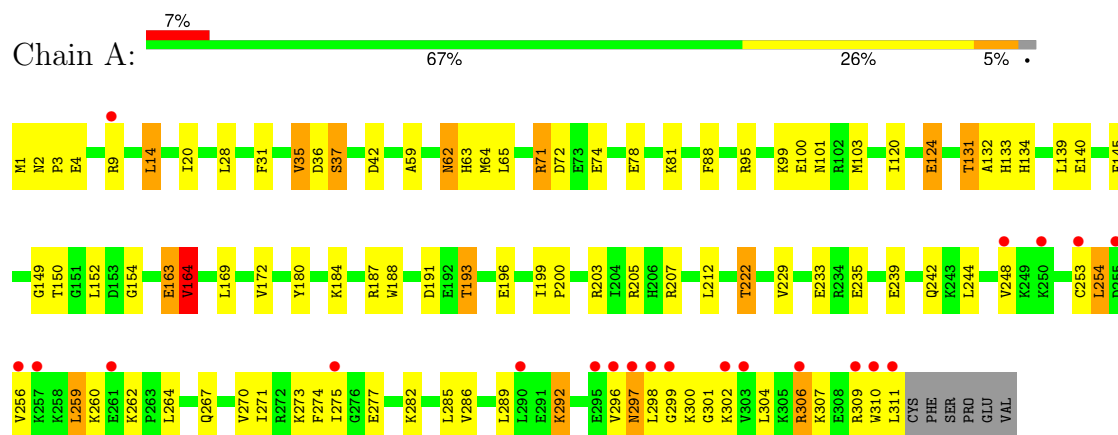 7%
Chain A:
67% 26% 5% •
M1 N2 P3 E4 R9 L14 I20 L28 F31 V35 D36 S37 D42 A59 N62 H63 M64 L65 R71 D72 E73 E74 E78 K81 F88 R95 K99 E100 N101 R102 M103 I120 E124 T131 A132 H133 H134 L139 E140 E145
G149 T150 G151 L152 D153 G154 E163 V164 L169 V172 Y180 K184 R187 W188 D191 E192 T193 E196 I199 P200 R203 I204 R205 H206 R207 L212 T222 V229 E233 R234 E235 E239 Q242 K243 L244 V248 K249 K250 C253 L254 D255
V256 K257 K258 L259 K260 E261 K262 P263 L264 Q267 V270 I271 R272 K273 F274 L275 G276 E277 K282 L285 V286 L289 L290 E291 K292 E295 V296 N297 L298 G299 K300 G301 K302 V303 L304 K305 R306 K307 E308 R309 W310 L311 CYS PHE SER PRO GLU VAL